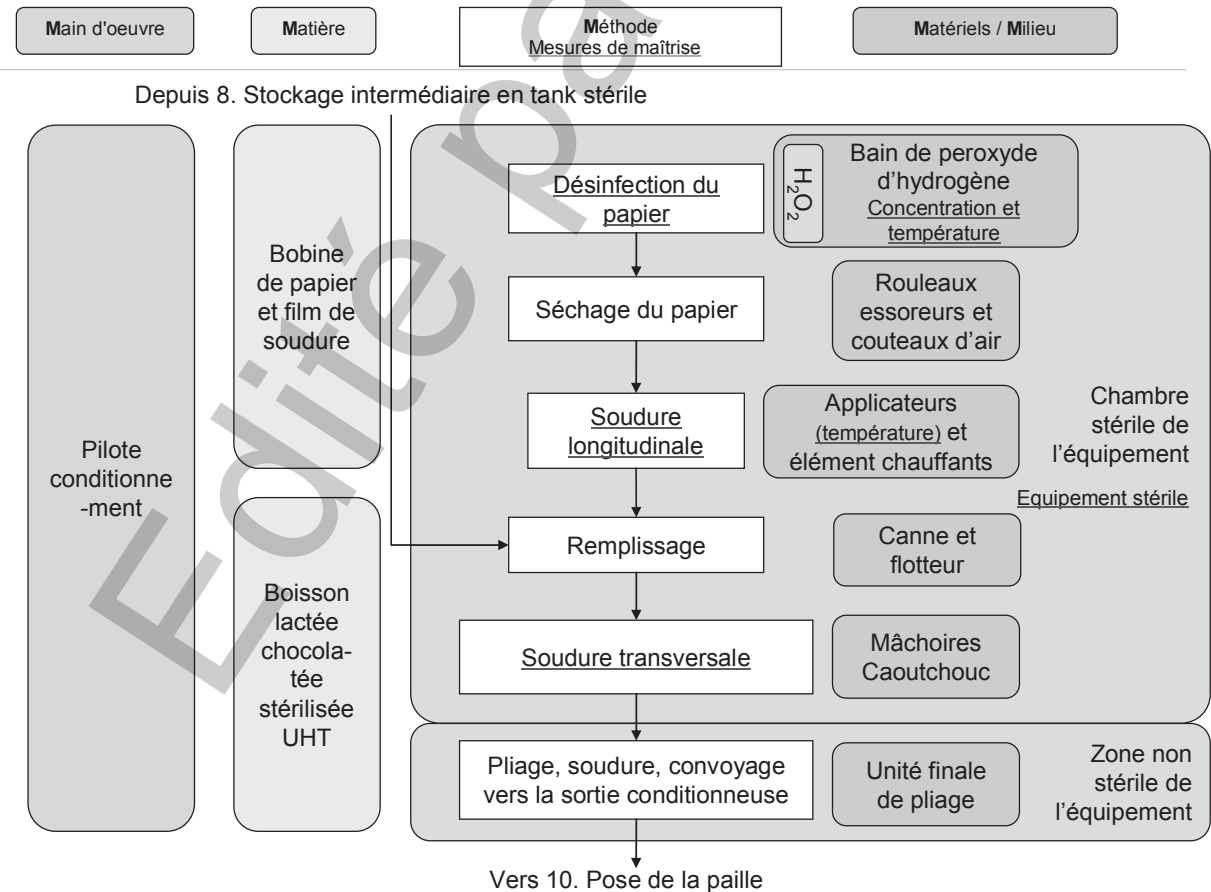 Main d'oeuvre
Matière
Méthode
Mesures de maîtrise
Matériels / Milieu
Depuis 8. Stockage intermédiaire en tank stérile
Pilote
conditionne
-ment
Bobine
de papier
et film de
soudure
Boisson
lactée
chocola-
tée
stérilisée
UHT
Désinfection du
papier
H₂O₂
Bain de peroxyde
d’hydrogène
Concentration et
température
Séchage du papier
Rouleaux
essoreurs et
couteaux d’air
Soudure
longitudinale
Applicateurs
(température) et
élément chauffants
Chambre
stérile de
l’équipement
Equipement stérile
Remplissage
Canne et
flotteur
Soudure transversale
Mâchoires
Caoutchouc
Pliage, soudure, convoyage
vers la sortie conditionneuse
Unité finale
de pliage
Zone non
stérile de
l’équipement
Vers 10. Pose de la paille
Edité pa